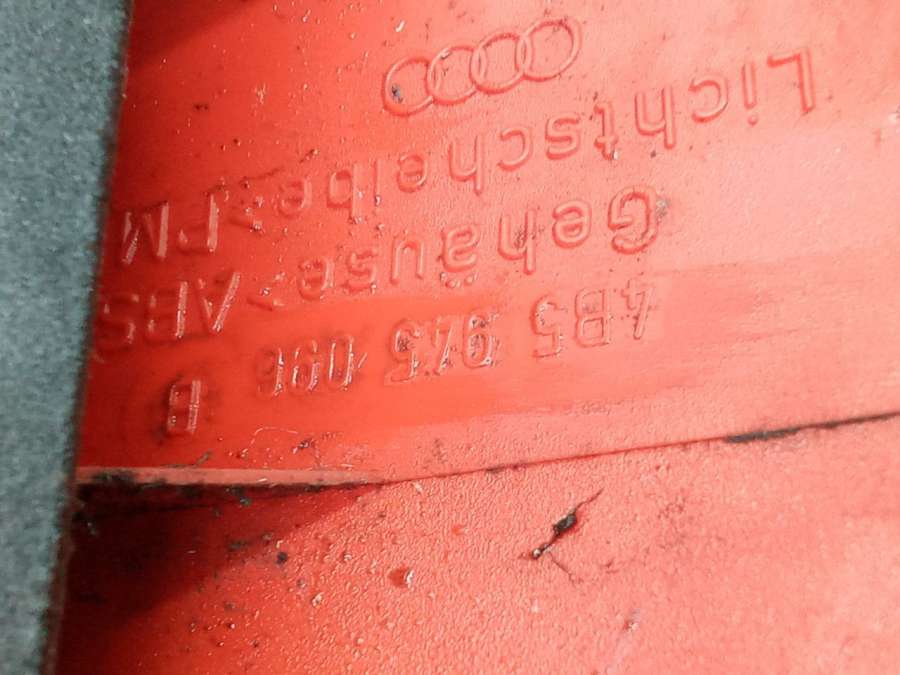 4B5 945 096 B
Gehäuse >ABS
Lichtscheibe >PM